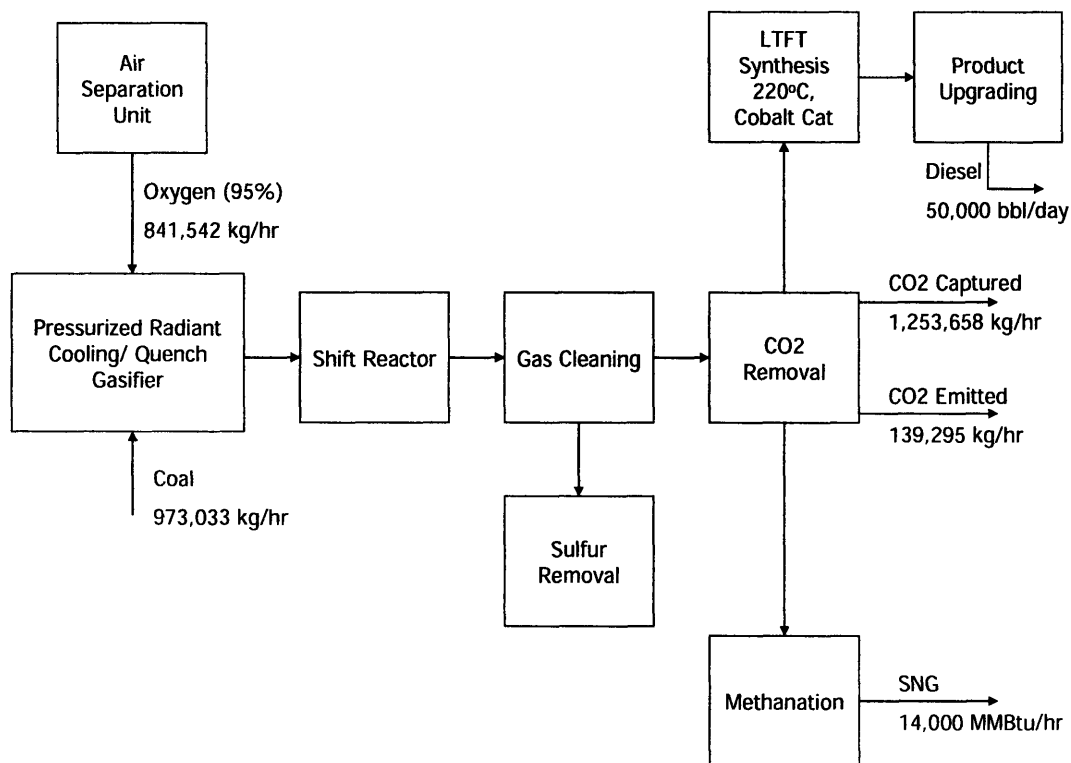 Air
Separation
Unit
Oxygen (95%)
841,542 kg/hr
Pressurized Radiant
Cooling/ Quench
Gasifier
Coal
973,033 kg/hr
Shift Reactor
Gas Cleaning
Sulfur
Removal
CO2
Removal
LTFT
Synthesis
220ºC,
Cobalt Cat
Product
Upgrading
Diesel
50,000 bbl/day
CO2 Captured
1,253,658 kg/hr
CO2 Emitted
139,295 kg/hr
Methanation
SNG
14,000 MMBtu/hr